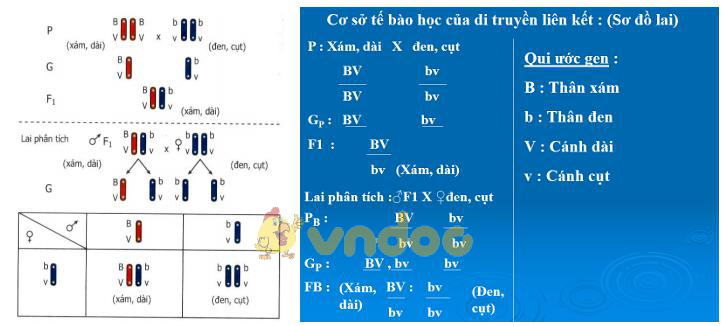 P
B B b b
V V v v
(xám, dài) x (đen, cụt)
G
B b
V v
F1
B b
V v
(xám, dài)
Lai phân tích ♂ F1 x ♀
B b b b
V v v v
(xám, dài) (đen, cụt)
G
B b b b
V v v v
♂ ♀
B b
V v
b B b b b
v V v v v
(xám, dài) (đen, cụt)
vndoc
Cơ sở tế bào học của di truyền liên kết : (Sơ đồ lai)
P : Xám, dài X đen, cụt
BV bv
BV bv
GP : BV bv
F1 : BV
bv (Xám, dài)
Lai phân tích :♂F1 X ♀đen, cụt
PB : BV bv
bv bv
GP : BV , bv bv
FB : (Xám, dài) BV : bv (Đen, cụt)
bv bv
Qui ước gen :
B : Thân xám
b : Thân đen
V : Cánh dài
v : Cánh cụt